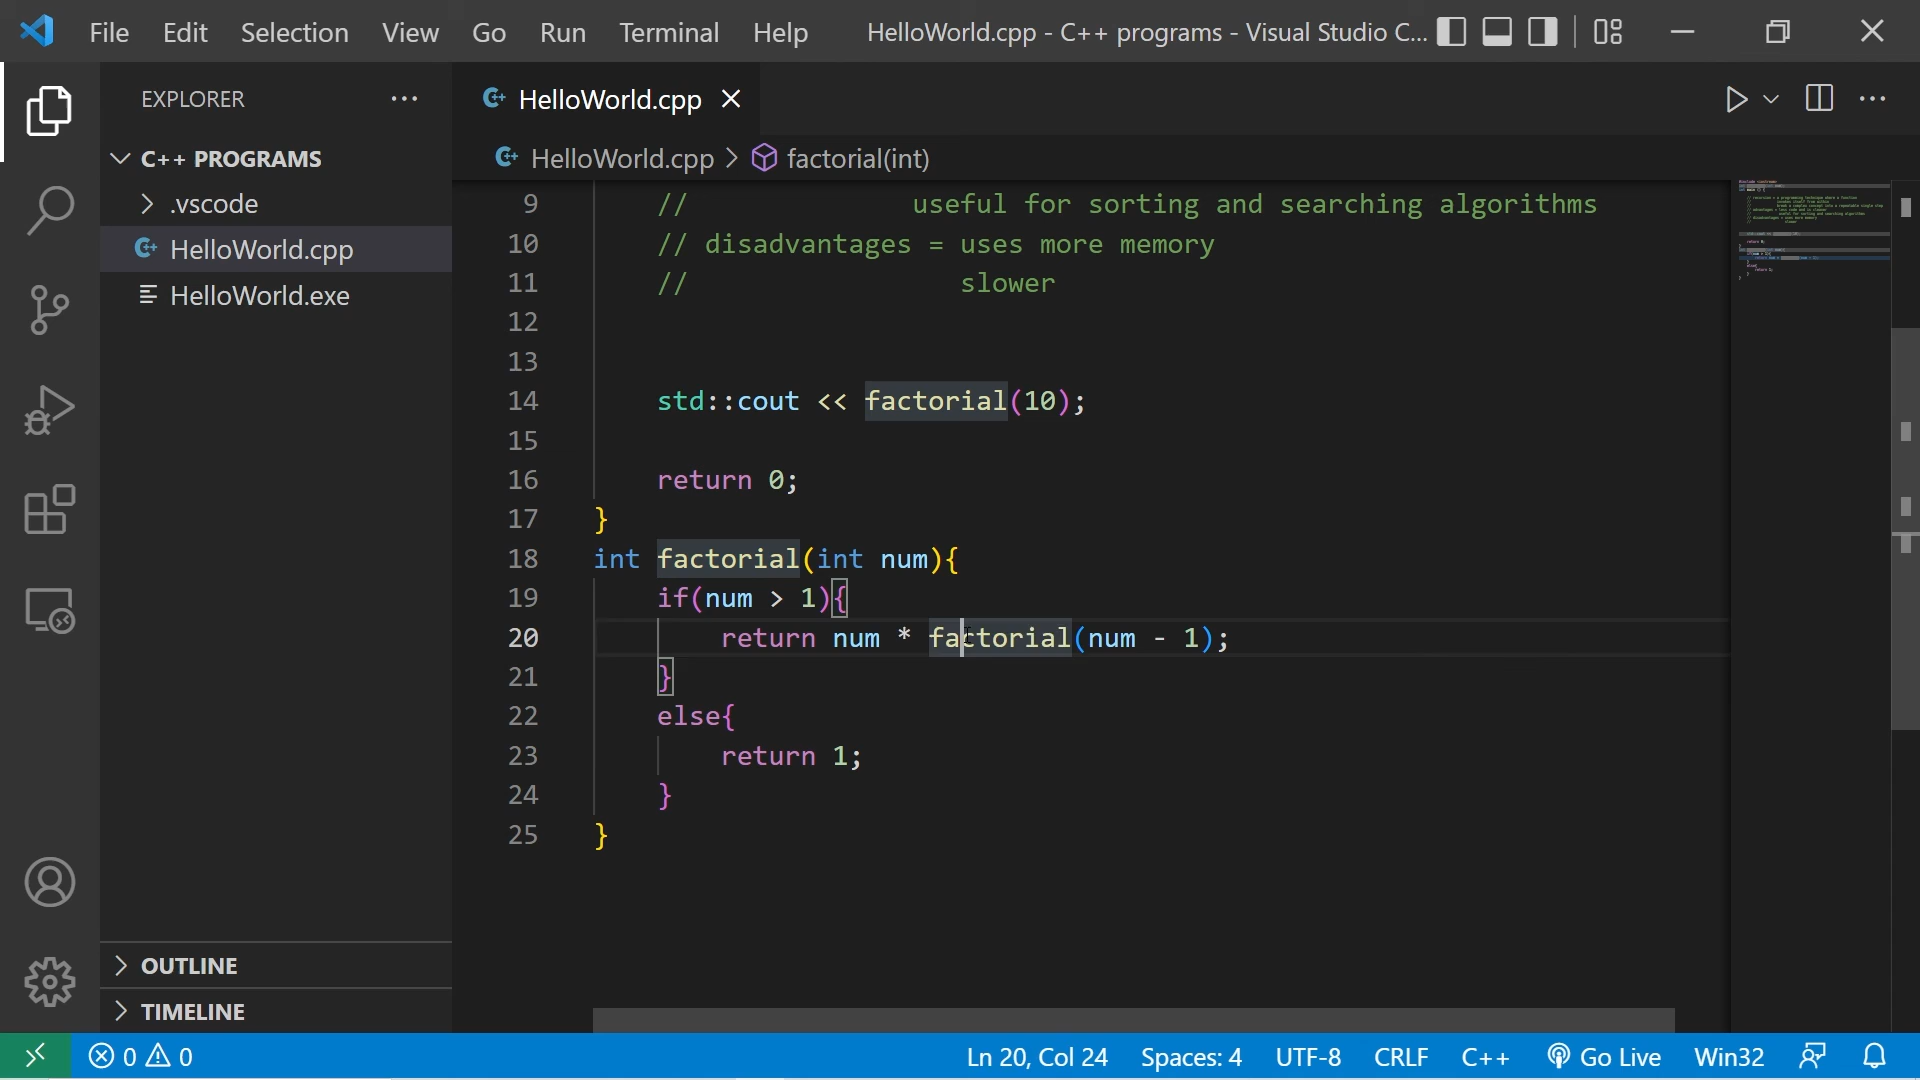 File Edit Selection View Go Run Terminal Help HelloWorld.cpp - C++ programs - Visual Studio C...
EXPLORER
C++ PROGRAMS
.vscode
HelloWorld.cpp
HelloWorld.exe
OUTLINE
TIMELINE
HelloWorld.cpp
HelloWorld.cpp > factorial(int)
9 // useful for sorting and searching algorithms
10 // disadvantages = uses more memory
11 // slower
12
13
14 std::cout << factorial(10);
15
16 return 0;
17 }
18 int factorial(int num){
19 if(num > 1){
20 return num * factorial(num - 1);
21 }
22 else{
23 return 1;
24 }
25 }
0 0 Ln 20, Col 24 Spaces: 4 UTF-8 CRLF C++ Go Live Win32